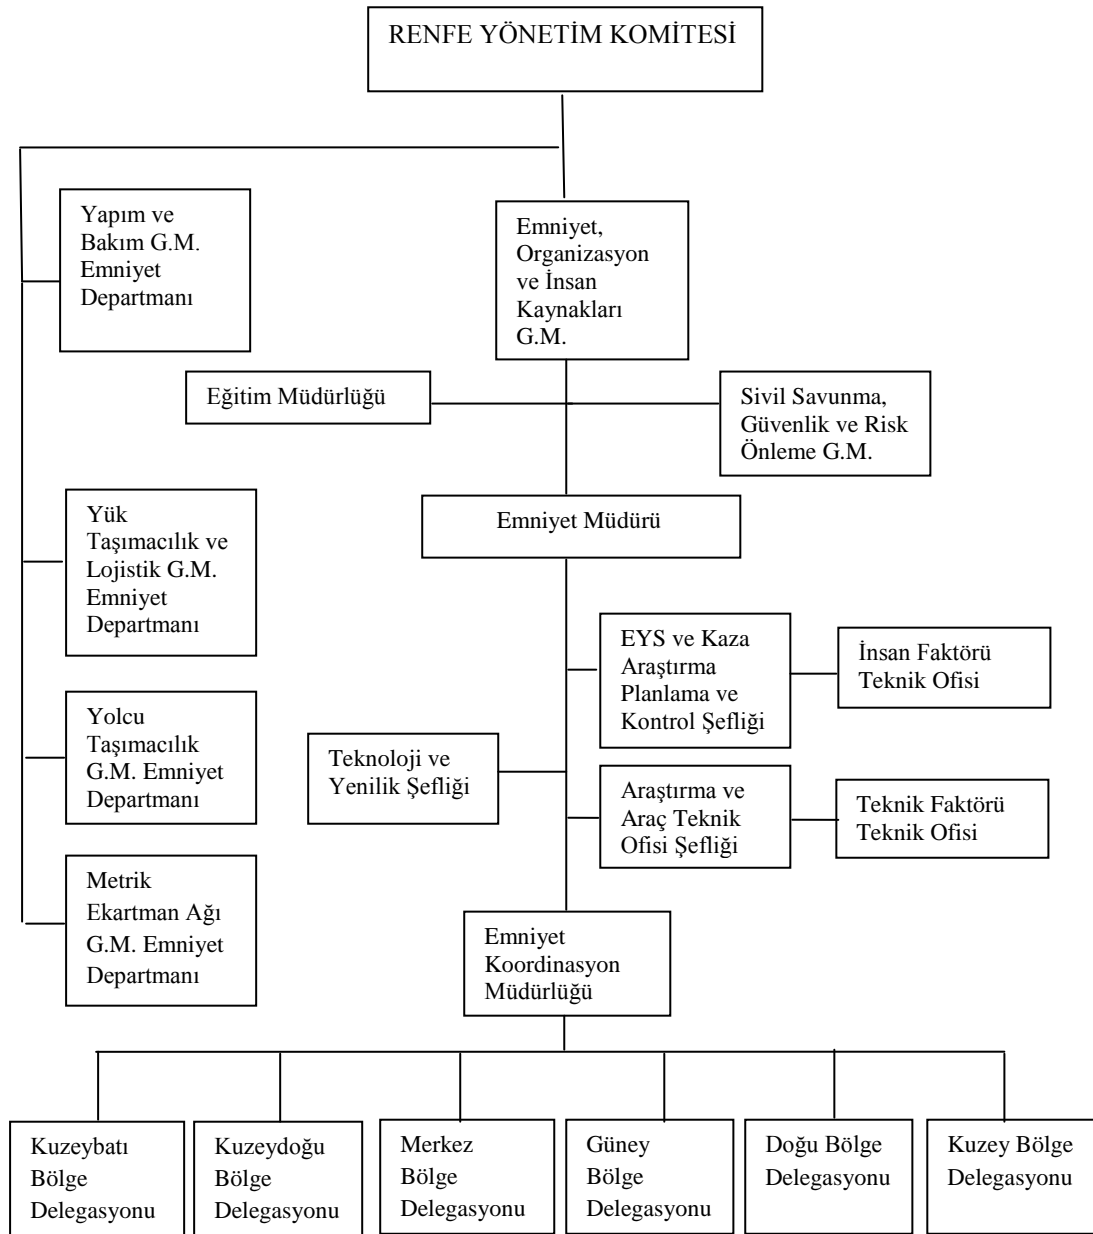 RENFE YÖNETİM KOMİTESİ
Yapım ve
Bakım G.M.
Emniyet
Departmanı
Emniyet,
Organizasyon
ve İnsan
Kaynakları
G.M.
Eğitim Müdürlüğü
Sivil Savunma,
Güvenlik ve Risk
Önleme G.M.
Yük
Taşımacılık ve
Lojistik G.M.
Emniyet
Departmanı
Emniyet Müdürü
EYS ve Kaza
Araştırma
Planlama ve
Kontrol Şefliği
İnsan Faktörü
Teknik Ofisi
Yolcu
Taşımacılık
G.M. Emniyet
Departmanı
Teknoloji ve
Yenilik Şefliği
Araştırma ve
Araç Teknik
Ofisi Şefliği
Teknik Faktörü
Teknik Ofisi
Metrik
Ekartman Ağı
G.M. Emniyet
Departmanı
Emniyet
Koordinasyon
Müdürlüğü
Kuzeybatı
Bölge
Delegasyonu
Kuzeydoğu
Bölge
Delegasyonu
Merkez
Bölge
Delegasyonu
Güney
Bölge
Delegasyonu
Doğu Bölge
Delegasyonu
Kuzey Bölge
Delegasyonu